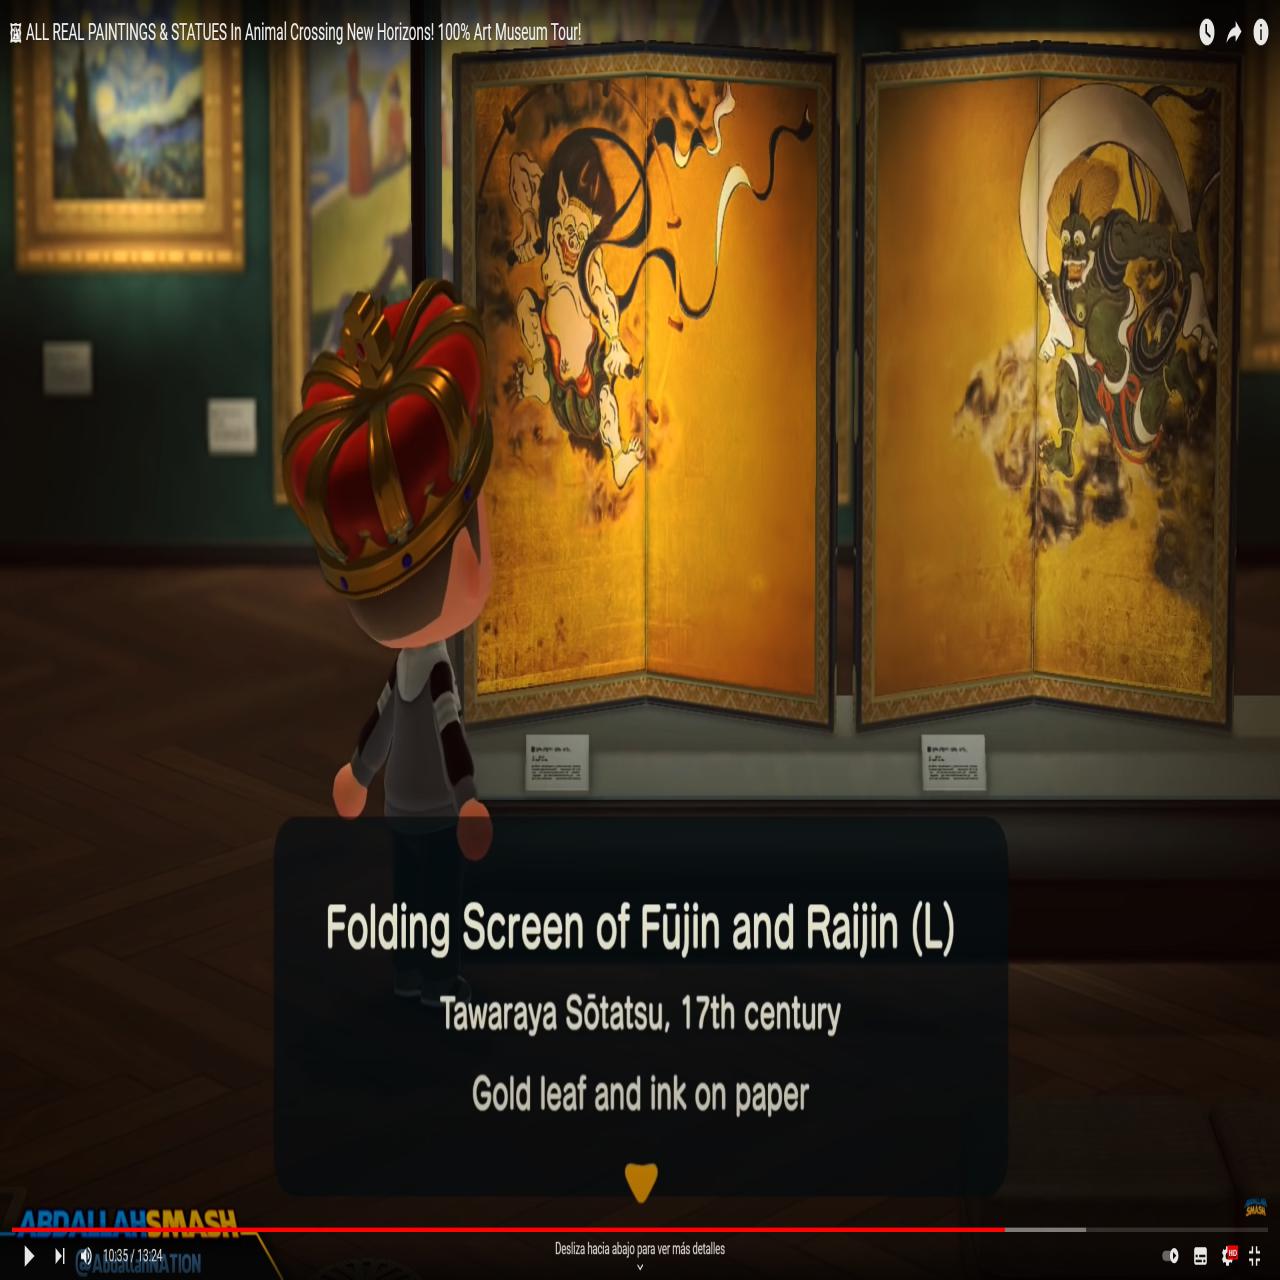 ALL REAL PAINTINGS & STATUES In Animal Crossing New Horizons! 100% Art Museum Tour!
Folding Screen of Fūjin and Raijin (L)
Tawaraya Sōtatsu, 17th century
Gold leaf and ink on paper
ABDALLAHSMASH
@AbdallahNATION
10:35 / 13:24
Desliza hacia abajo para ver más detalles
HD